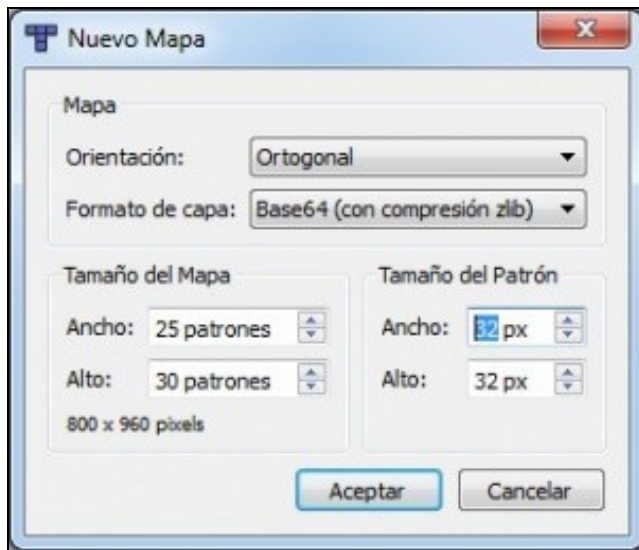 Nuevo Mapa
Mapa
Orientación: Ortogonal
Formato de capa: Base64 (con compresión zlib)
Tamaño del Mapa
Ancho: 25 patrones
Alto: 30 patrones
800 x 960 pixels
Tamaño del Patrón
Ancho: 32 px
Alto: 32 px
Aceptar Cancelar